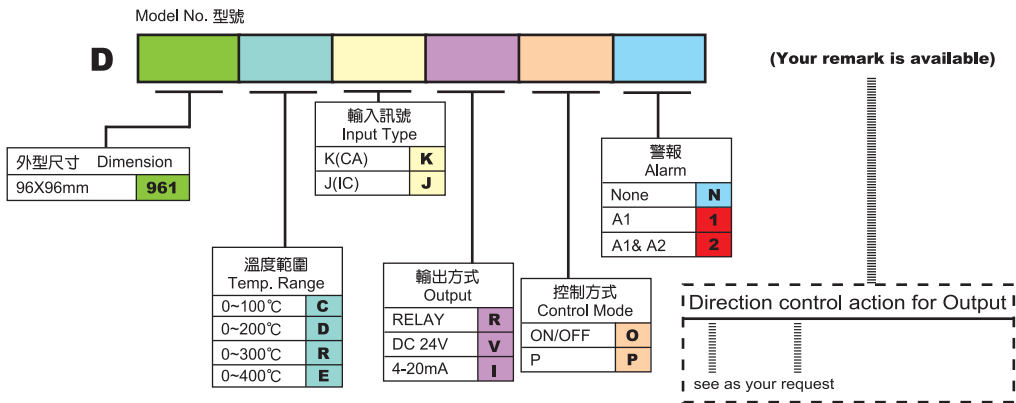 Model No. 型號
D
(Your remark is available)
外型尺寸 Dimension
96X96mm 961
溫度範圍
Temp. Range
0~100℃ C
0~200℃ D
0~300℃ R
0~400℃ E
輸入訊號
Input Type
K(CA) K
J(IC) J
輸出方式
Output
RELAY R
DC 24V V
4-20mA I
控制方式
Control Mode
ON/OFF O
P P
警報
Alarm
None N
A1 1
A1& A2 2
Direction control action for Output
see as your request